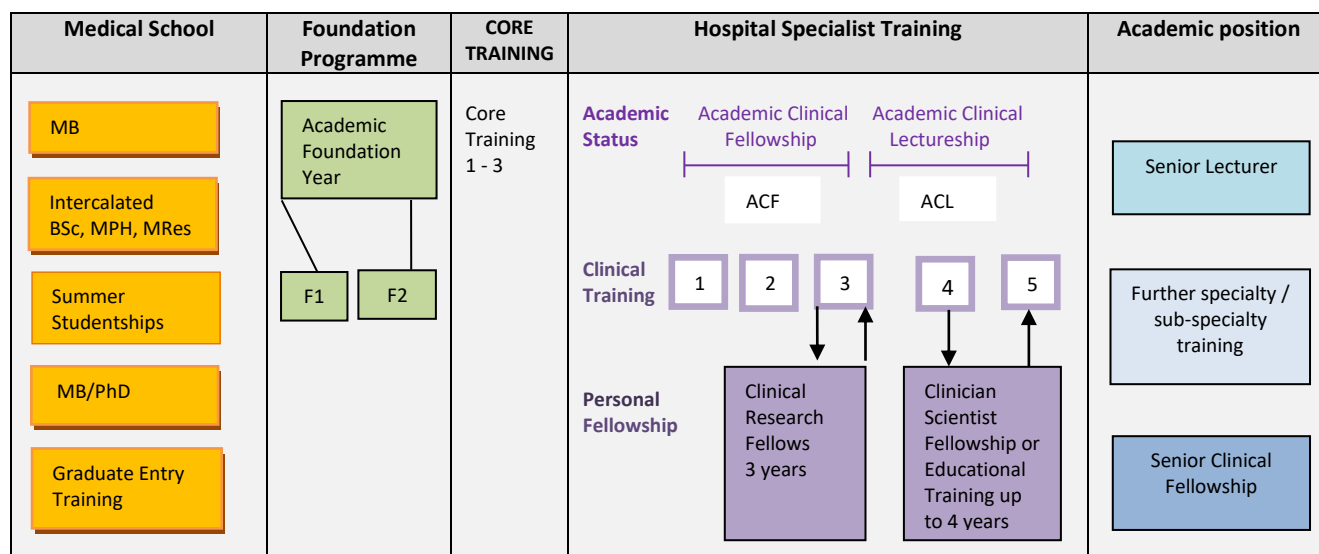 Medical School
Foundation
Programme
CORE
TRAINING
Hospital Specialist Training
Academic position
MB
Intercalated
BSc, MPH, MRes
Summer
Studentships
MB/PhD
Graduate Entry
Training
Academic
Foundation
Year
F1
F2
Core
Training
1 - 3
Academic
Status
Academic Clinical
Fellowship
Academic Clinical
Lectureship
ACF
ACL
Clinical
Training
1
2
3
4
5
Personal
Fellowship
Clinical
Research
Fellows
3 years
Clinician
Scientist
Fellowship or
Educational
Training up
to 4 years
Senior Lecturer
Further specialty /
sub-specialty
training
Senior Clinical
Fellowship